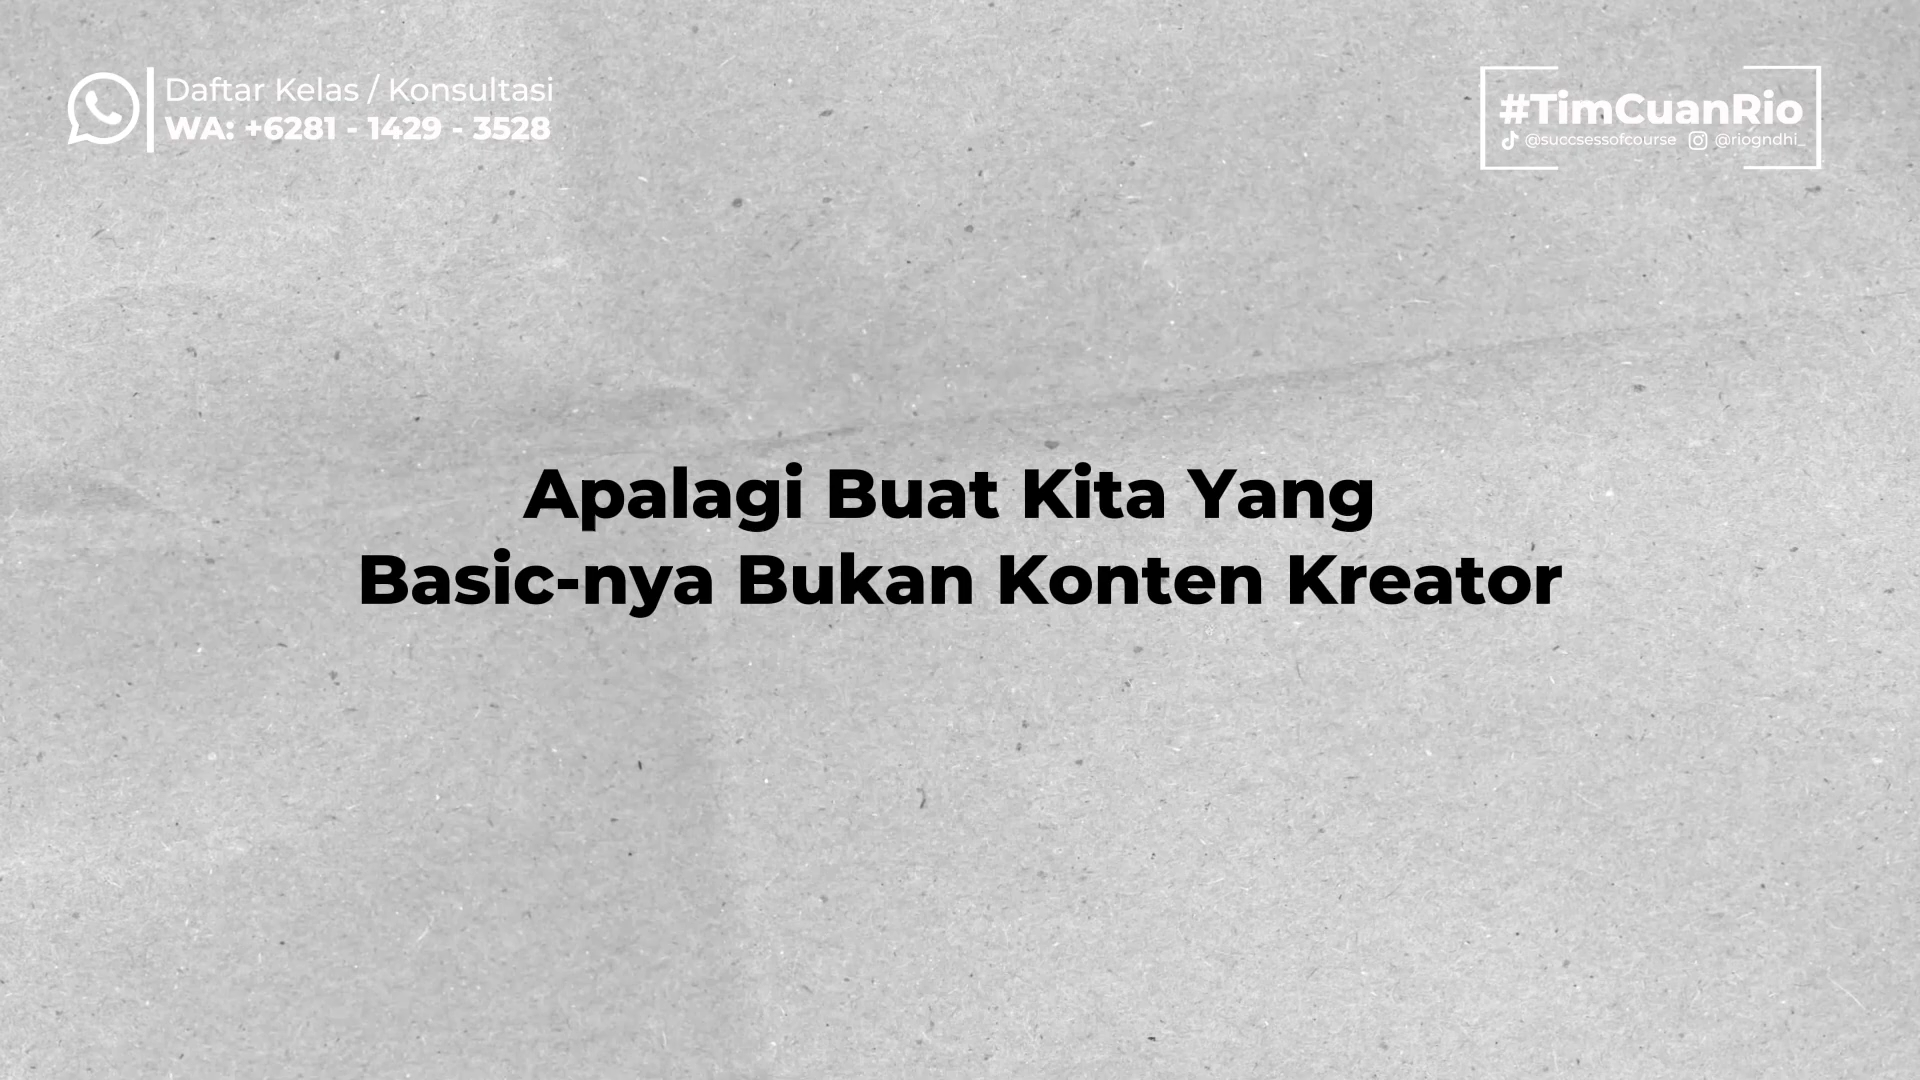 Daftar Kelas / Konsultasi
WA: +6281 - 1429 - 3528
#TimCuanRio
@succsessofcourse @riogndhi_
Apalagi Buat Kita Yang
Basic-nya Bukan Konten Kreator